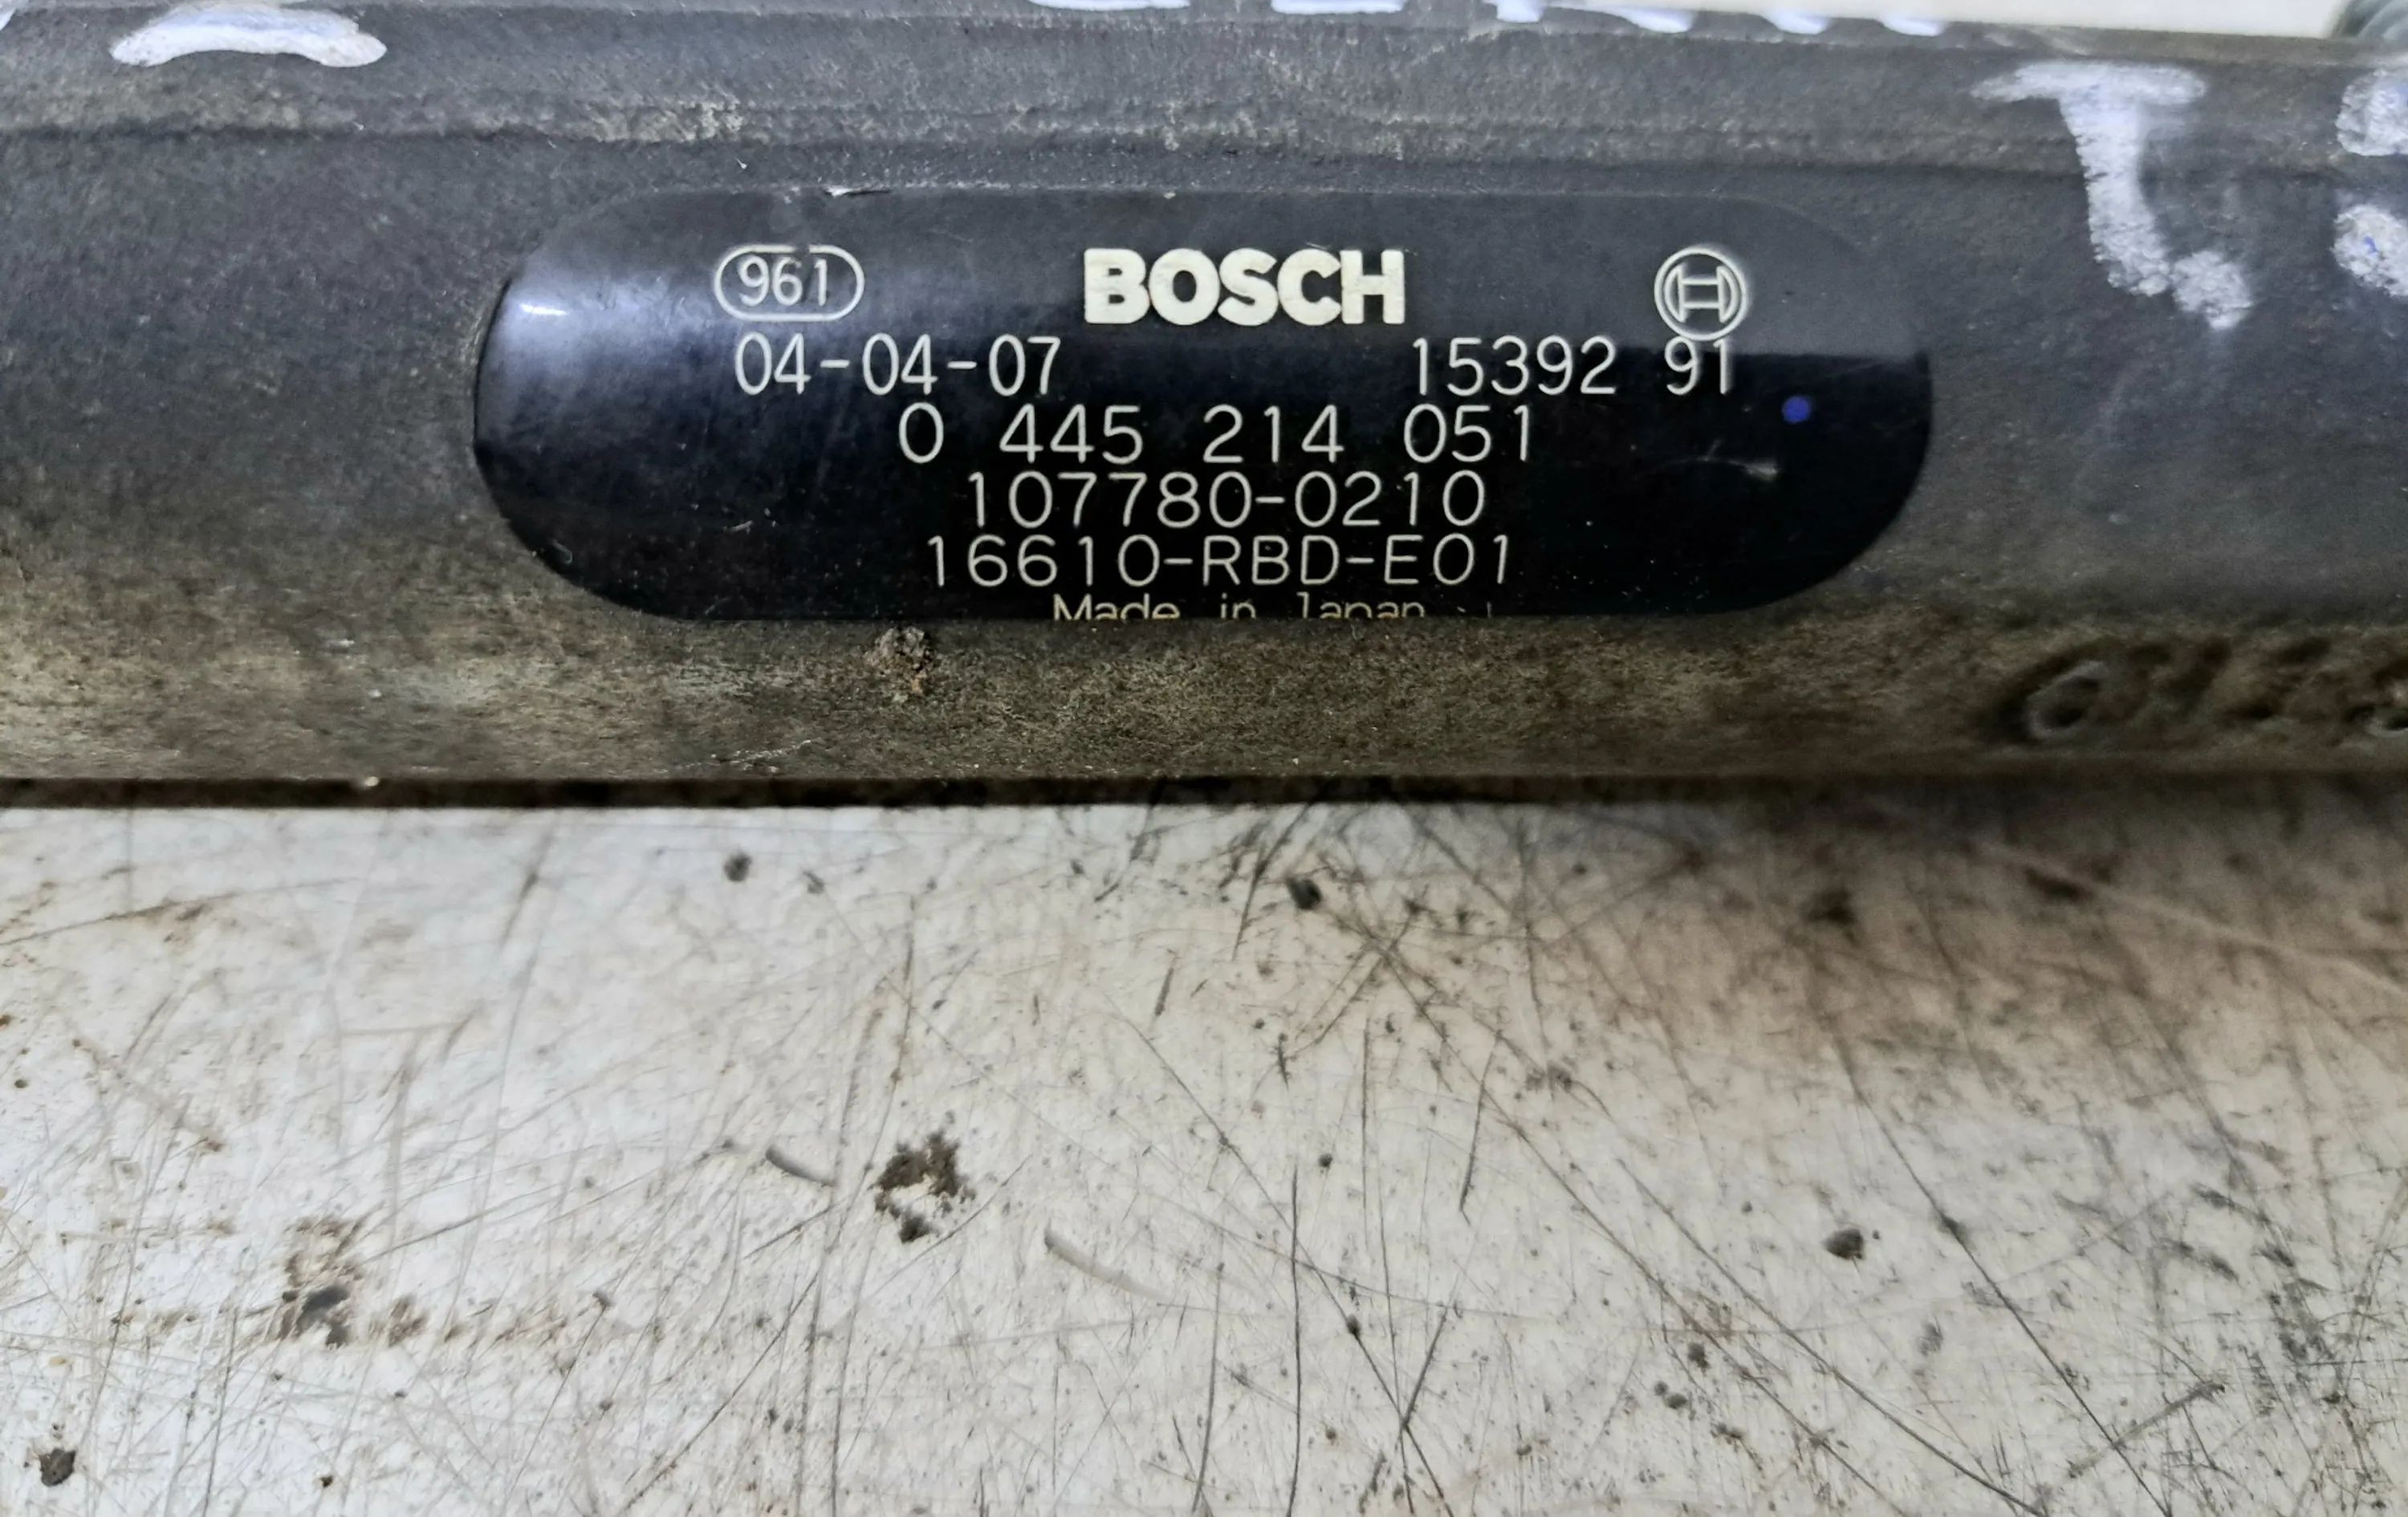 961 BOSCH
04-04-07 15392 91
0 445 214 051
107780-0210
16610-RBD-E01
Made in Japan